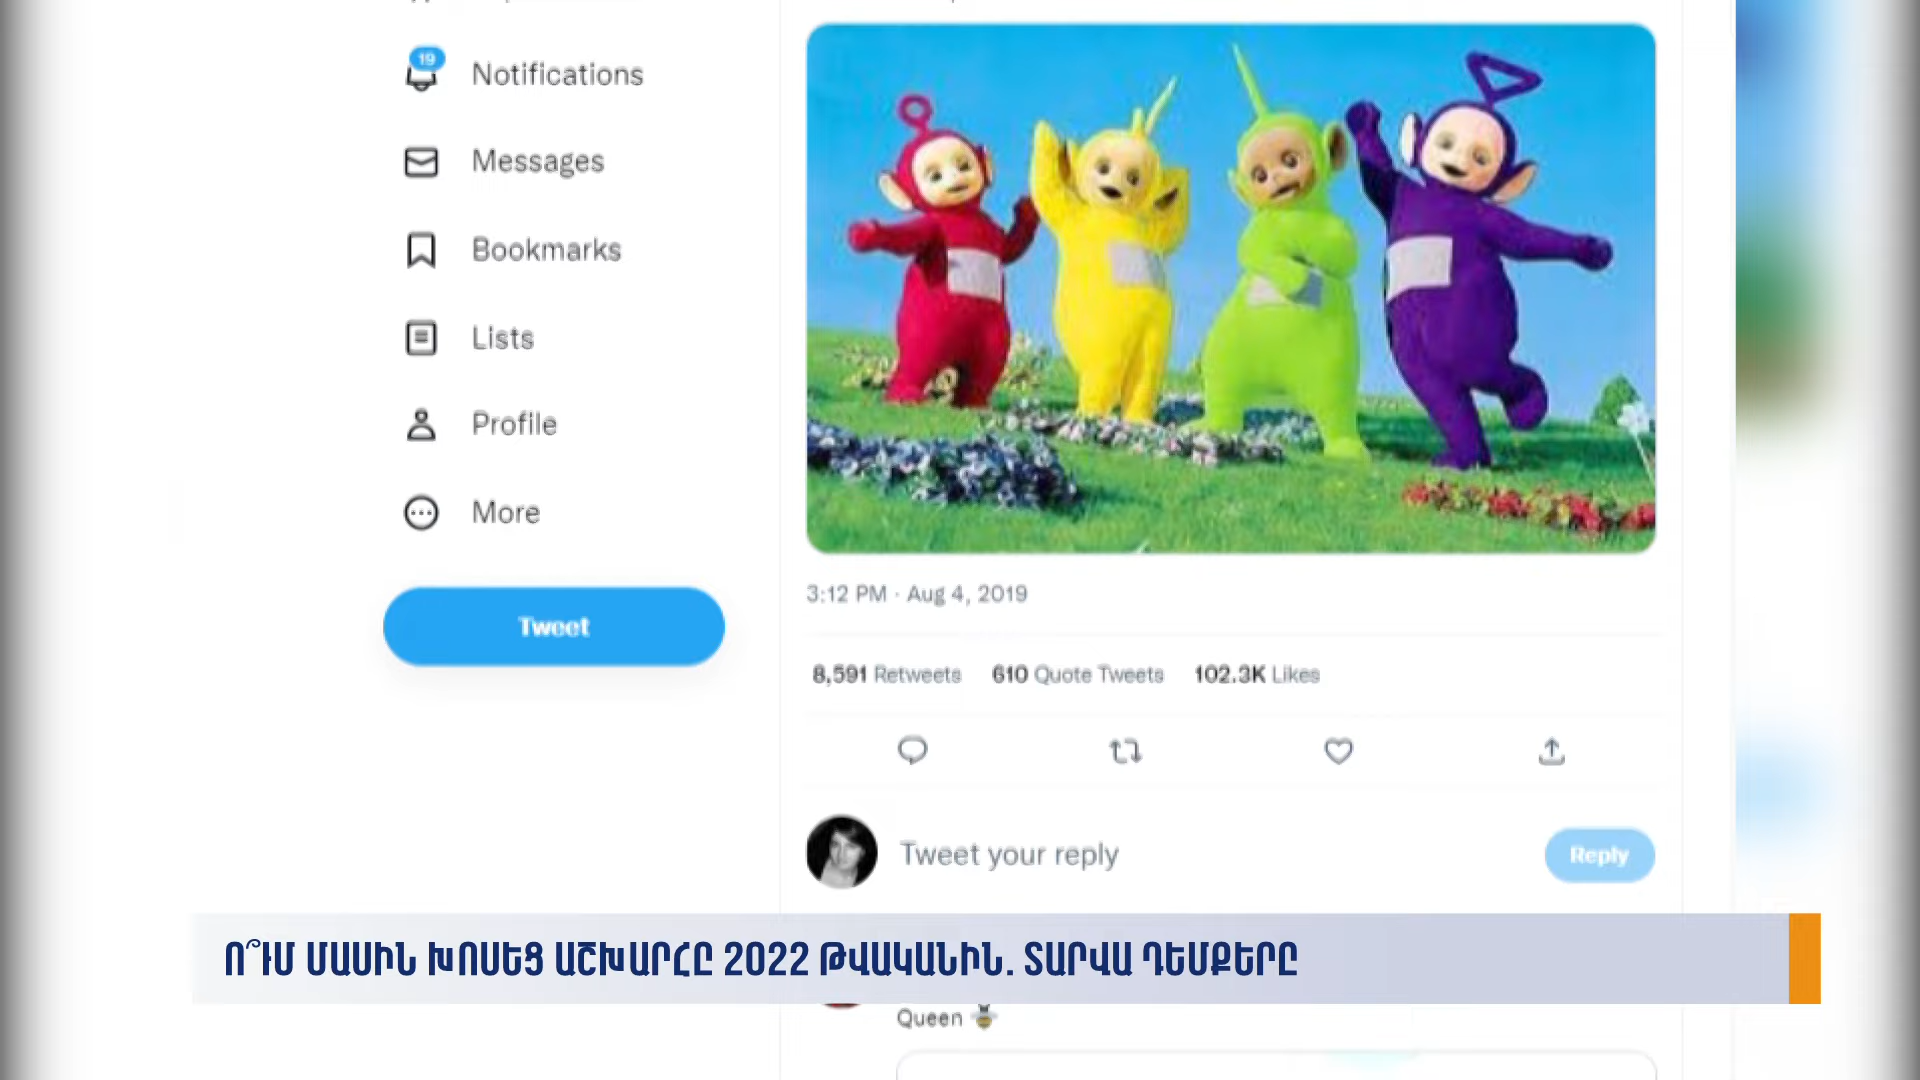 19
Notifications
Messages
Bookmarks
Lists
Profile
More
Tweet
3:12 PM · Aug 4, 2019
8,591 Retweets 610 Quote Tweets 102.3K Likes
Tweet your reply
Reply
Ո՞ՒՄ ՄԱՍԻՆ ԽՈՍԵՑ ԱՇԽԱՐՀԸ 2022 ԹՎԱԿԱՆԻՆ. ՏԱՐՎԱ ԴԵՄՔԵՐԸ
Queen 🐝